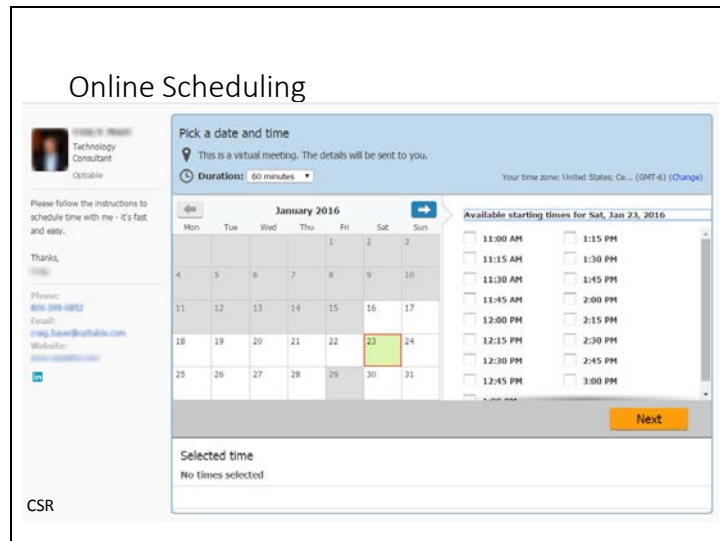 Online Scheduling
Technology
Consultant
Optiable
Please follow the instructions to
schedule time with me - it's fast
and easy.
Thanks,
Phone:
Email:
Website:
in
Pick a date and time
This is a virtual meeting. The details will be sent to you.
Duration: 60 minutes
Your time zone: United States; Ce... (GMT-6) (Change)
January 2016
Mon Tue Wed Thu Fri Sat Sun
1 2 3
4 5 6 7 8 9 10
11 12 13 14 15 16 17
18 19 20 21 22 23 24
25 26 27 28 29 30 31
Available starting times for Sat, Jan 23, 2016
11:00 AM 1:15 PM
11:15 AM 1:30 PM
11:30 AM 1:45 PM
11:45 AM 2:00 PM
12:00 PM 2:15 PM
12:15 PM 2:30 PM
12:30 PM 2:45 PM
12:45 PM 3:00 PM
Next
Selected time
No times selected
CSR